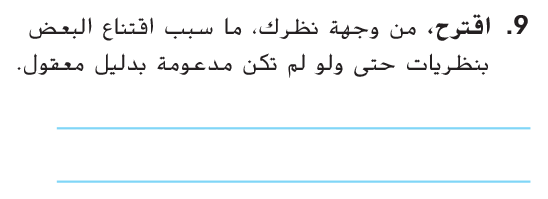 9. اقترح، من وجهة نظرك، ما سبب اقتناع البعض
بنظريات حتى ولو لم تكن مدعومة بدليل معقول.